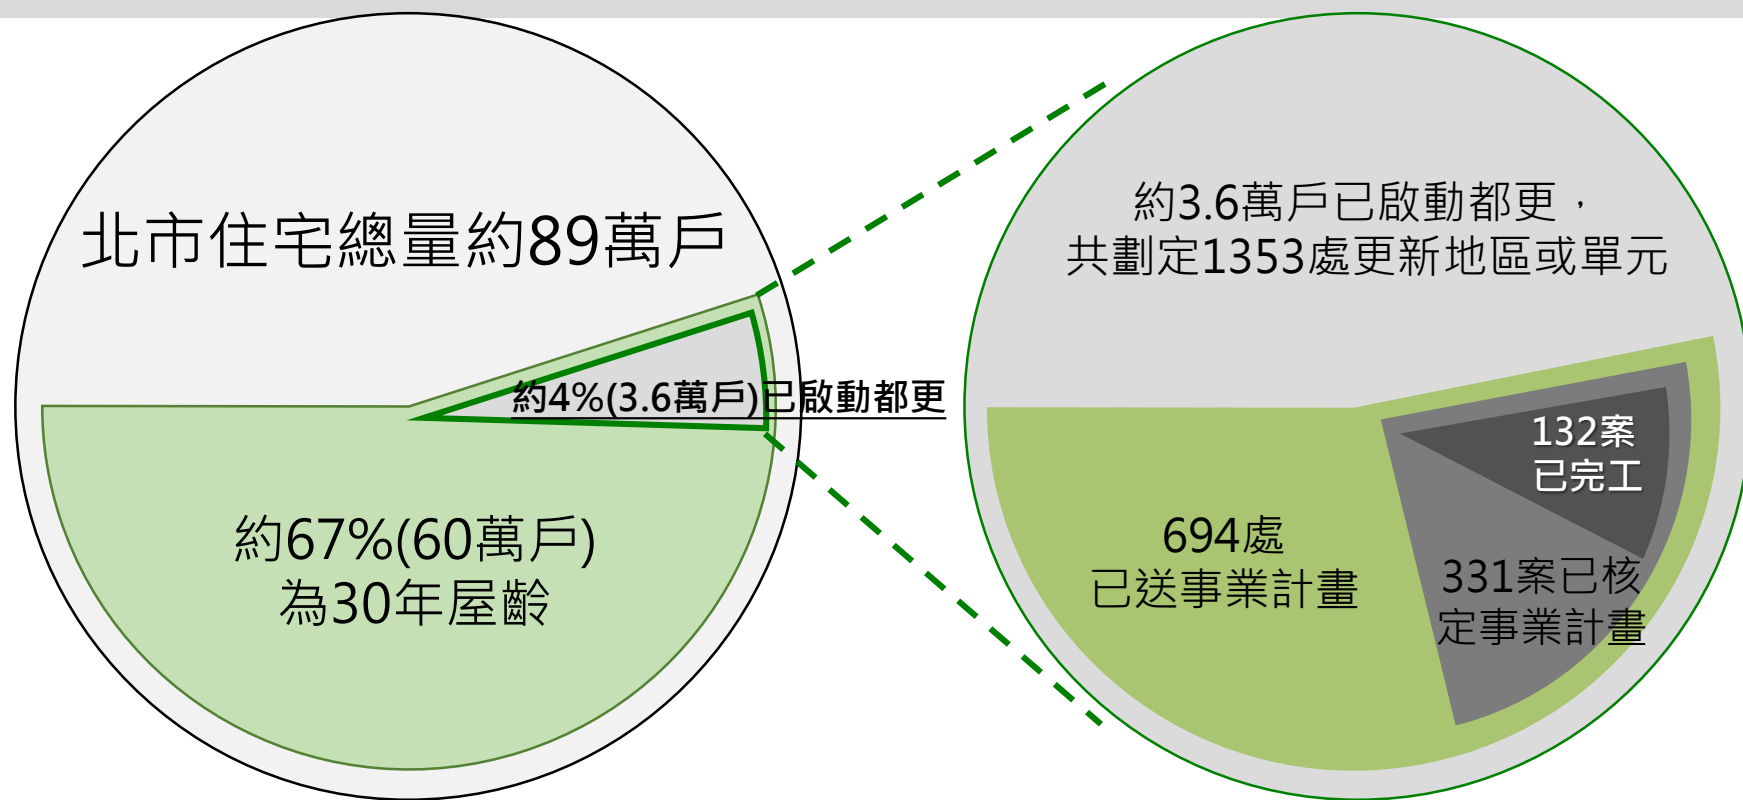 北市住宅總量約89萬戶
約4%(3.6萬戶)已啟動都更
約67%(60萬戶)
為30年屋齡
約3.6萬戶已啟動都更，
共劃定1353處更新地區或單元
132案
已完工
694處
已送事業計畫
331案已核
定事業計畫